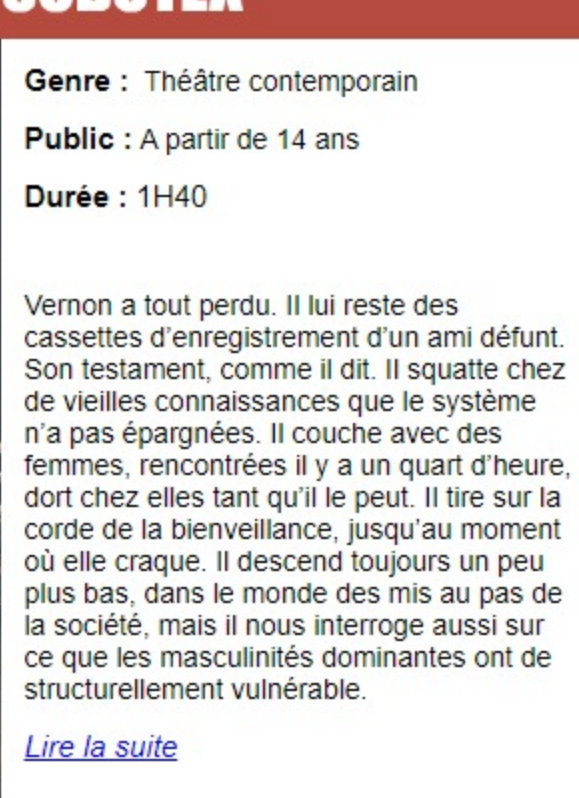 SUBUTEX
Genre : Théâtre contemporain
Public : A partir de 14 ans
Durée : 1H40
Vernon a tout perdu. Il lui reste des
cassettes d’enregistrement d’un ami défunt.
Son testament, comme il dit. Il squatte chez
de vieilles connaissances que le système
n’a pas épargnées. Il couche avec des
femmes, rencontrées il y a un quart d’heure,
dort chez elles tant qu’il le peut. Il tire sur la
corde de la bienveillance, jusqu’au moment
où elle craque. Il descend toujours un peu
plus bas, dans le monde des mis au pas de
la société, mais il nous interroge aussi sur
ce que les masculinités dominantes ont de
structurellement vulnérable.
Lire la suite